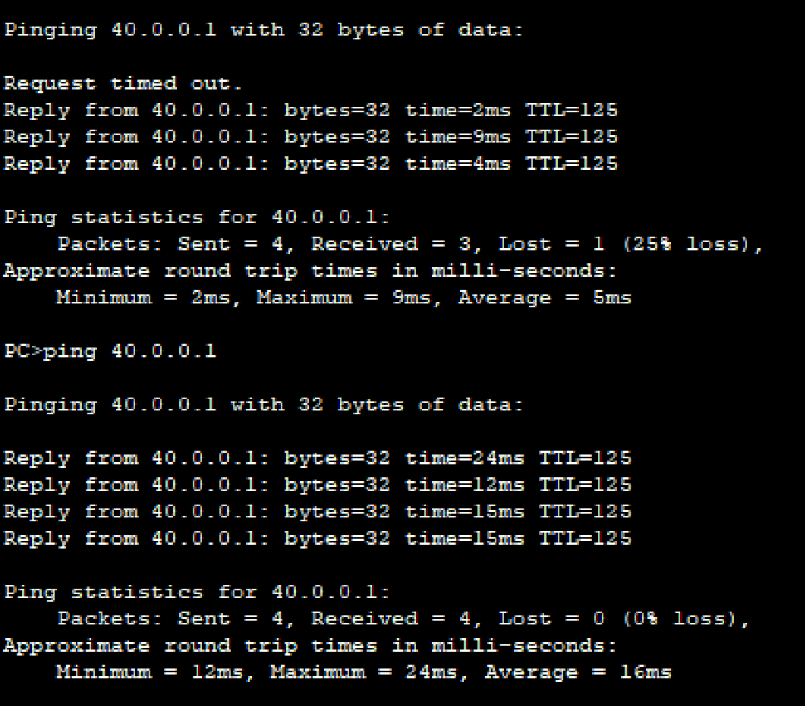 Pinging 40.0.0.1 with 32 bytes of data:
Request timed out.
Reply from 40.0.0.1: bytes=32 time=2ms TTL=125
Reply from 40.0.0.1: bytes=32 time=9ms TTL=125
Reply from 40.0.0.1: bytes=32 time=4ms TTL=125
Ping statistics for 40.0.0.1:
Packets: Sent = 4, Received = 3, Lost = 1 (25% loss),
Approximate round trip times in milli-seconds:
Minimum = 2ms, Maximum = 9ms, Average = 5ms
PC>ping 40.0.0.1
Pinging 40.0.0.1 with 32 bytes of data:
Reply from 40.0.0.1: bytes=32 time=24ms TTL=125
Reply from 40.0.0.1: bytes=32 time=12ms TTL=125
Reply from 40.0.0.1: bytes=32 time=15ms TTL=125
Reply from 40.0.0.1: bytes=32 time=15ms TTL=125
Ping statistics for 40.0.0.1:
Packets: Sent = 4, Received = 4, Lost = 0 (0% loss),
Approximate round trip times in milli-seconds:
Minimum = 12ms, Maximum = 24ms, Average = 16ms